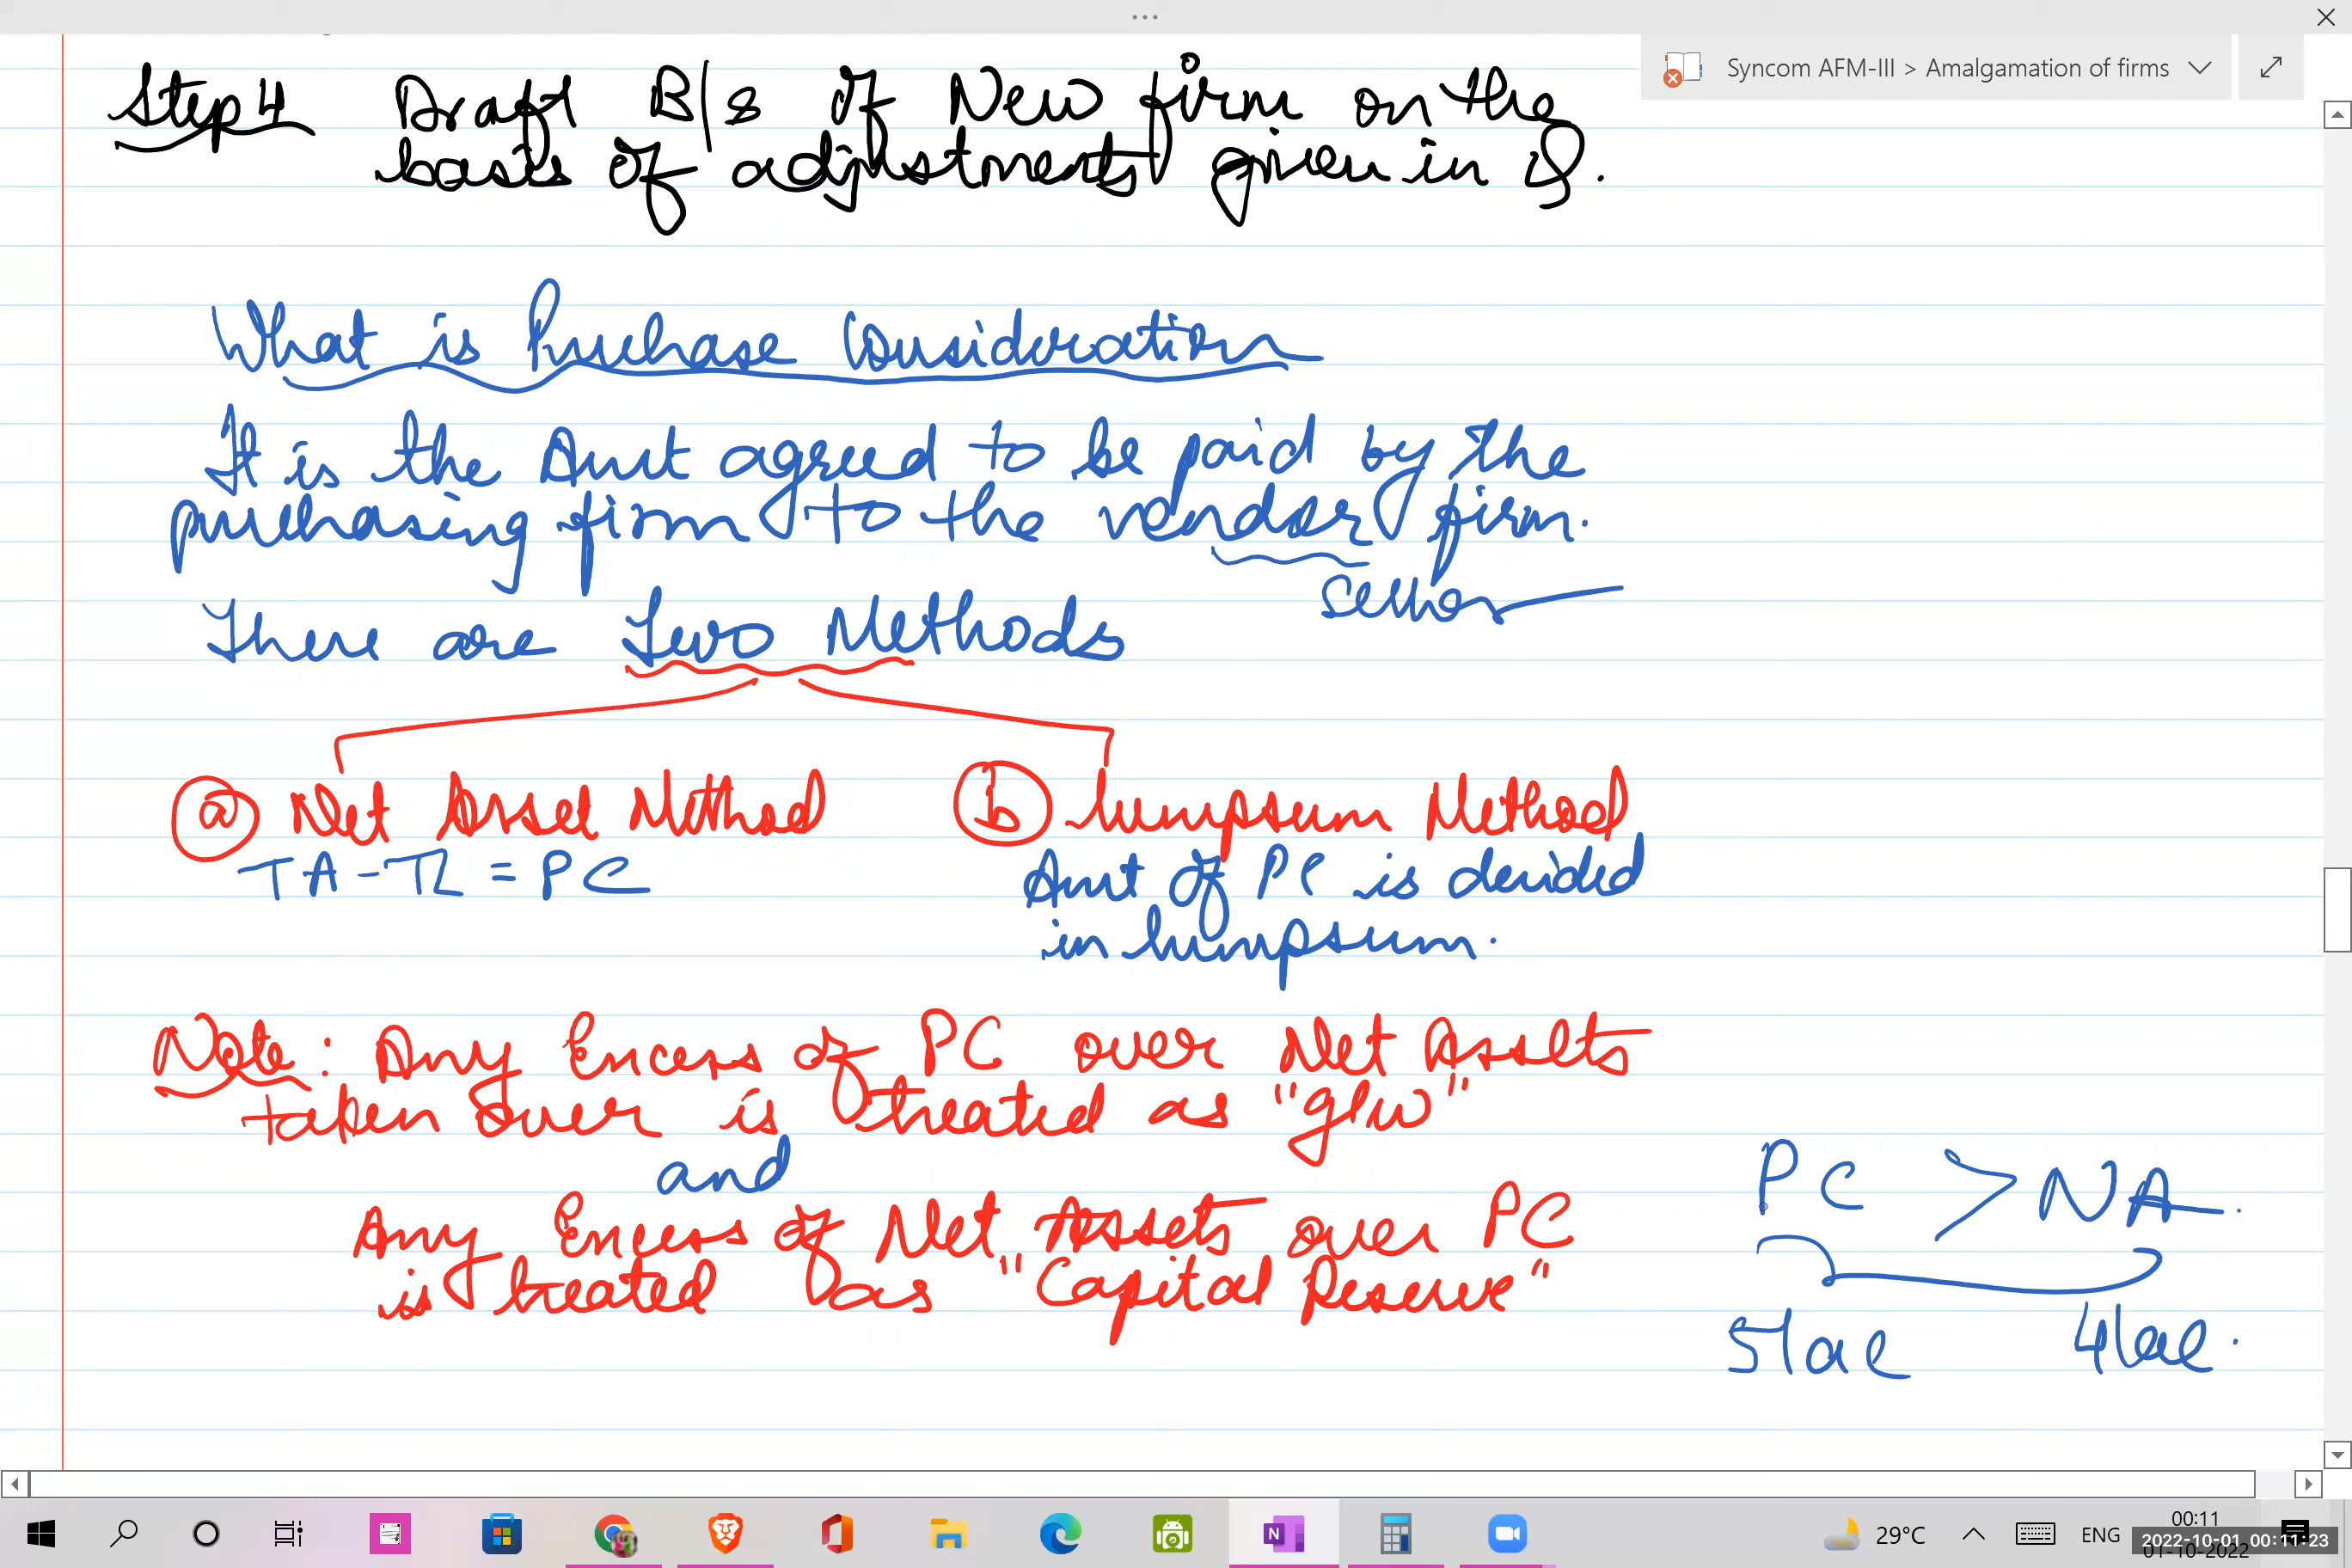 Syncom AFM-III > Amalgamation of firms
Step 4 Draft B/s of New firm on the
basis of adjustments given in Q.
What is Purchase Consideration
It is the Amt agreed to be paid by the
purchasing firm to the vendor firm.
Seller
There are Two Methods
(a) Net Asset Method (b) lumpsum Method
TA - TL = PC Amt of PC is decided
in lumpsum.
Note: Any Excess of PC over Net Assets
taken over is treated as "g/w"
and
Any Excess of Net Assets over PC
is treated as "Capital Reserve"
PC > NA.
5 lac 4 lac.
29°C ENG 00:11
2022-10-01 00:11:23